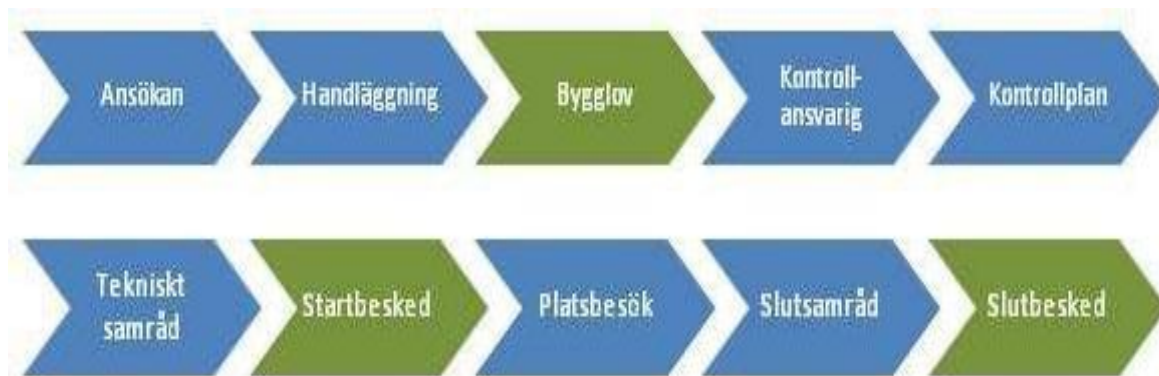 Ansökan
Handläggning
Bygglov
Kontroll-
ansvarig
Kontrollplan
Tekniskt
samråd
Startbesked
Platsbesök
Slutsamråd
Slutbesked